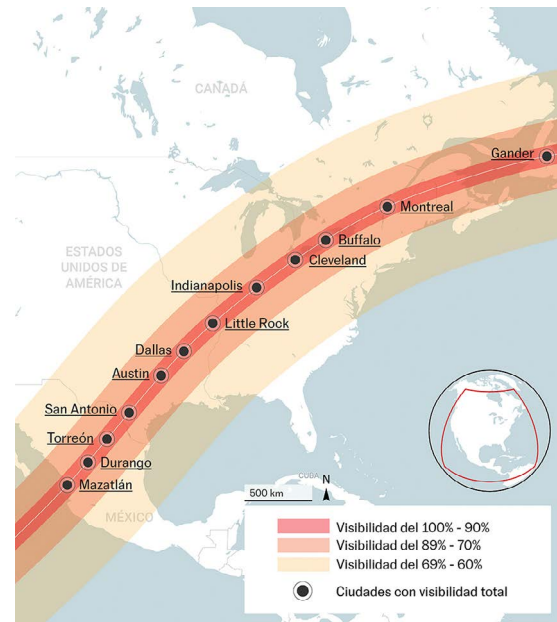 CANADÁ
Gander
Montreal
Buffalo
Cleveland
ESTADOS
UNIDOS DE
AMÉRICA
Indianapolis
Little Rock
Dallas
Austin
San Antonio
Torreón
Durango
Mazatlán
MÉXICO
CUBA
500 km
N
Visibilidad del 100% - 90%
Visibilidad del 89% - 70%
Visibilidad del 69% - 60%
Ciudades con visibilidad total